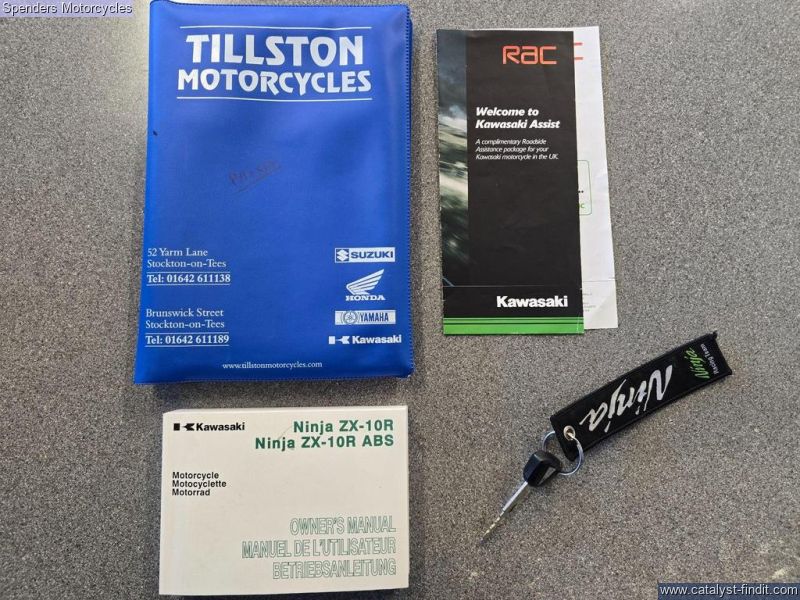 Spenders Motorcycles
TILLSTON
MOTORCYCLES
52 Yarm Lane
Stockton-on-Tees
Tel: 01642 611138
Brunswick Street
Stockton-on-Tees
Tel: 01642 611189
SUZUKI
HONDA
YAMAHA
Kawasaki
www.tillstonmotorcycles.com
RAC
Welcome to
Kawasaki Assist
A complimentary Roadside
Assistance package for your
Kawasaki motorcycle in the UK.
Kawasaki
Kawasaki
Ninja ZX-10R
Ninja ZX-10R ABS
Motorcycle
Motocyclette
Motorrad
OWNER'S MANUAL
MANUEL DE L'UTILISATEUR
BETRIEBSANLEITUNG
Ninja
Ninja
Racing Team
www.catalyst-findit.com